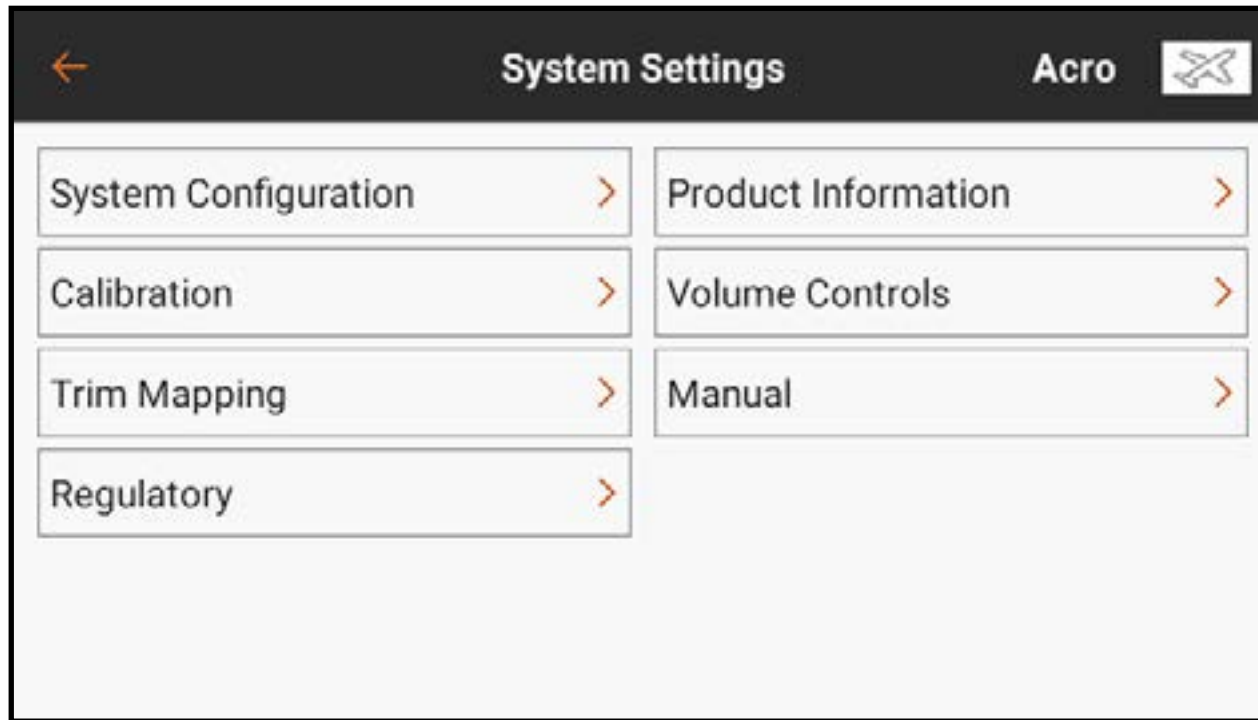 System Settings
Acro
System Configuration
Product Information
Calibration
Volume Controls
Trim Mapping
Manual
Regulatory